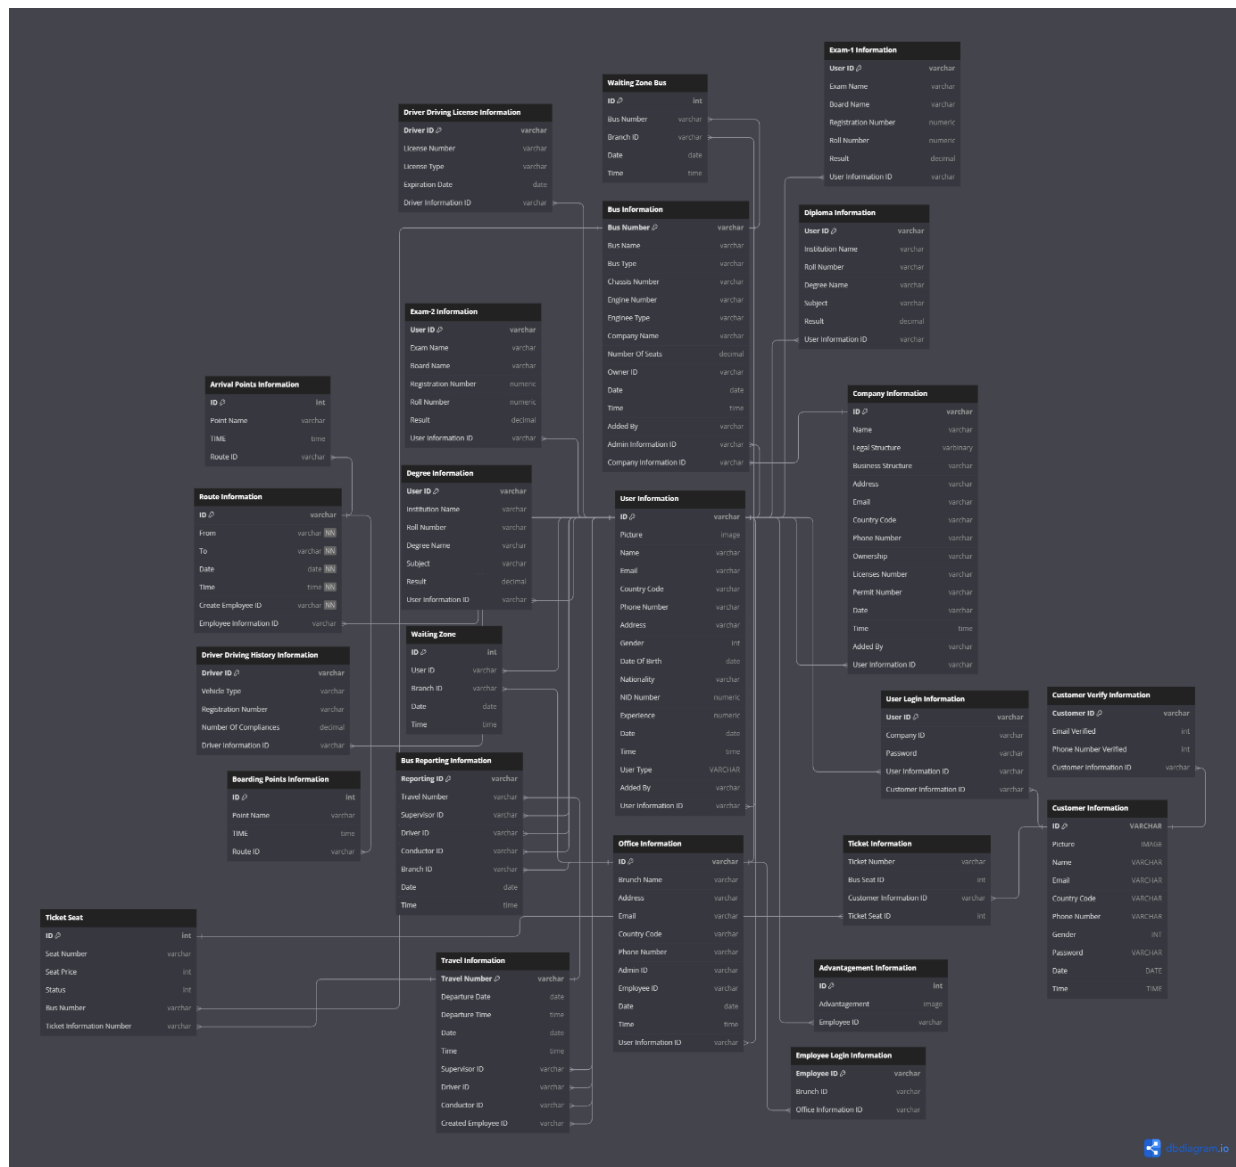 Exam-1 Information
User ID varchar
Exam Name varchar
Board Name varchar
Registration Number numeric
Roll Number numeric
Result decimal
User Information ID varchar
Waiting Zone Bus
ID int
Bus Number varchar
Branch ID varchar
Date date
Time time
Driver Driving License Information
Driver ID varchar
License Number varchar
License Type varchar
Expiration Date date
Driver Information ID varchar
Bus Information
Bus Number varchar
Bus Name varchar
Bus Type varchar
Chassis Number varchar
Engine Number varchar
Enginee Type varchar
Company Name varchar
Number Of Seats decimal
Owner ID varchar
Date date
Time time
Added By varchar
Admin Information ID varchar
Company Information ID varchar
Diploma Information
User ID varchar
Institution Name varchar
Roll Number varchar
Degree Name varchar
Subject varchar
Result decimal
User Information ID varchar
Exam-2 Information
User ID varchar
Exam Name varchar
Board Name varchar
Registration Number numeric
Roll Number numeric
Result decimal
User Information ID varchar
Arrival Points Information
ID int
Point Name varchar
TIME time
Route ID varchar
Company Information
ID varchar
Name varchar
Legal Structure varbinary
Business Structure varchar
Address varchar
Email varchar
Country Code varchar
Phone Number varchar
Ownership varchar
Licenses Number varchar
Permit Number varchar
Date varchar
Time time
Added By varchar
User Information ID varchar
Degree Information
User ID varchar
Institution Name varchar
Roll Number varchar
Degree Name varchar
Subject varchar
Result decimal
User Information ID varchar
Route Information
ID varchar
From varchar NN
To varchar NN
Date date NN
Time time NN
Create Employee ID varchar NN
Employee Information ID varchar
User Information
ID varchar
Picture image
Name varchar
Email varchar
Country Code varchar
Phone Number varchar
Address varchar
Gender int
Date Of Birth date
Nationality varchar
NID Number numeric
Experience numeric
Date date
Time time
User Type VARCHAR
Added By varchar
User Information ID varchar
Waiting Zone
ID int
User ID varchar
Branch ID varchar
Date date
Time time
Driver Driving History Information
Driver ID varchar
Vehicle Type varchar
Registration Number varchar
Number Of Compliances decimal
Driver Information ID varchar
User Login Information
User ID varchar
Company ID varchar
Password varchar
User Information ID varchar
Customer Information ID varchar
Customer Verify Information
Customer ID varchar
Email Verified int
Phone Number Verified int
Customer Information ID varchar
Bus Reporting Information
Reporting ID varchar
Travel Number varchar
Supervisor ID varchar
Driver ID varchar
Conductor ID varchar
Branch ID varchar
Date date
Time time
Boarding Points Information
ID int
Point Name varchar
TIME time
Route ID varchar
Customer Information
ID VARCHAR
Picture IMAGE
Name VARCHAR
Email VARCHAR
Country Code VARCHAR
Phone Number VARCHAR
Gender INT
Password VARCHAR
Date DATE
Time TIME
Office Information
ID varchar
Brunch Name varchar
Address varchar
Email varchar
Country Code varchar
Phone Number varchar
Admin ID varchar
Employee ID varchar
Date date
Time time
User Information ID varchar
Ticket Information
Ticket Number varchar
Bus Seat ID int
Customer Information ID varchar
Ticket Seat ID int
Ticket Seat
ID int
Seat Number varchar
Seat Price int
Status int
Bus Number varchar
Ticket Information Number varchar
Travel Information
Travel Number varchar
Departure Date date
Departure Time time
Date date
Time time
Supervisor ID varchar
Driver ID varchar
Conductor ID varchar
Created Employee ID varchar
Advantagement Information
ID int
Advantagement image
Employee ID varchar
Employee Login Information
Employee ID varchar
Brunch ID varchar
Office Information ID varchar
dbdiagram.io